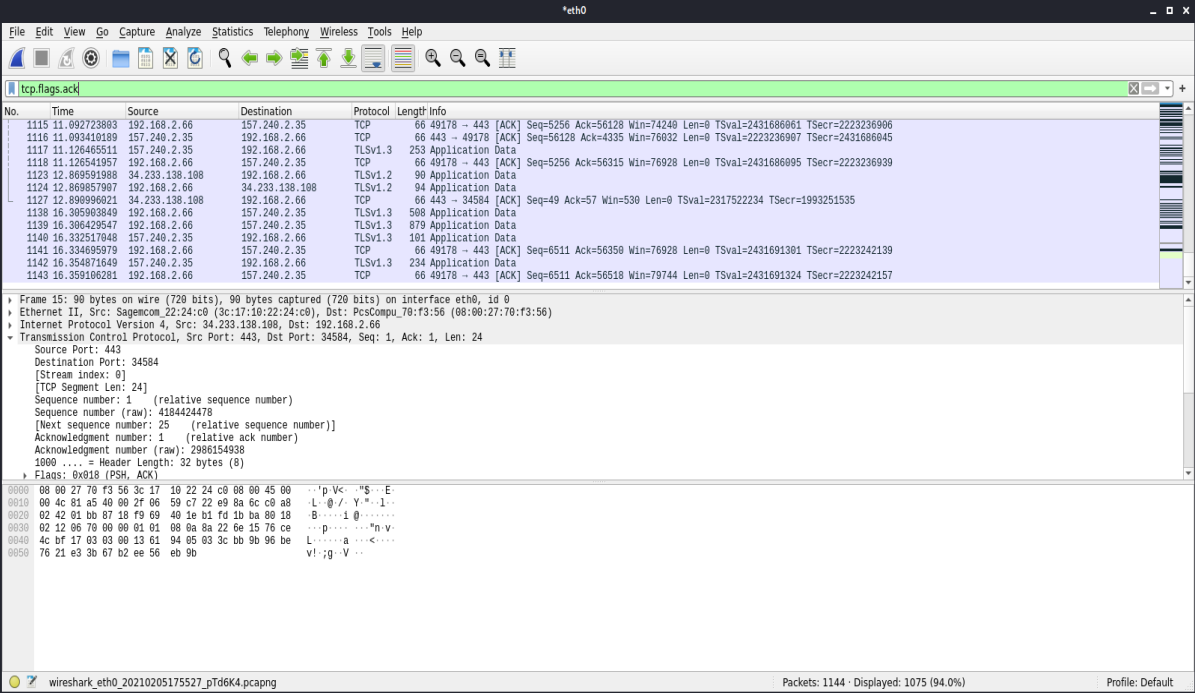 *eth0
File Edit View Go Capture Analyze Statistics Telephony Wireless Tools Help
tcp.flags.ack
No. Time Source Destination Protocol Length Info
1115 11.092723803 192.168.2.66 157.240.2.35 TCP 66 49178 → 443 [ACK] Seq=5256 Ack=56128 Win=74240 Len=0 TSval=2431686061 TSecr=2223236906
1116 11.093410189 157.240.2.35 192.168.2.66 TCP 66 443 → 49178 [ACK] Seq=56128 Ack=4335 Win=76032 Len=0 TSval=2223236907 TSecr=2431686045
1117 11.126465511 157.240.2.35 192.168.2.66 TLSv1.3 253 Application Data
1118 11.126541957 192.168.2.66 157.240.2.35 TCP 66 49178 → 443 [ACK] Seq=5256 Ack=56315 Win=76928 Len=0 TSval=2431686095 TSecr=2223236939
1123 12.869591988 34.233.138.108 192.168.2.66 TLSv1.2 90 Application Data
1124 12.869857907 192.168.2.66 34.233.138.108 TLSv1.2 94 Application Data
1127 12.890996021 34.233.138.108 192.168.2.66 TCP 66 443 → 34584 [ACK] Seq=49 Ack=57 Win=530 Len=0 TSval=2317522234 TSecr=1993251535
1138 16.305903849 192.168.2.66 157.240.2.35 TLSv1.3 508 Application Data
1139 16.306429547 192.168.2.66 157.240.2.35 TLSv1.3 879 Application Data
1140 16.332517048 157.240.2.35 192.168.2.66 TLSv1.3 101 Application Data
1141 16.334695979 192.168.2.66 157.240.2.35 TCP 66 49178 → 443 [ACK] Seq=6511 Ack=56350 Win=76928 Len=0 TSval=2431691301 TSecr=2223242139
1142 16.354871649 157.240.2.35 192.168.2.66 TLSv1.3 234 Application Data
1143 16.359106281 192.168.2.66 157.240.2.35 TCP 66 49178 → 443 [ACK] Seq=6511 Ack=56518 Win=79744 Len=0 TSval=2431691324 TSecr=2223242157
Frame 15: 90 bytes on wire (720 bits), 90 bytes captured (720 bits) on interface eth0, id 0
Ethernet II, Src: Sagemcom_22:24:c0 (3c:17:10:22:24:c0), Dst: PcsCompu_70:f3:56 (08:00:27:70:f3:56)
Internet Protocol Version 4, Src: 34.233.138.108, Dst: 192.168.2.66
Transmission Control Protocol, Src Port: 443, Dst Port: 34584, Seq: 1, Ack: 1, Len: 24
Source Port: 443
Destination Port: 34584
[Stream index: 0]
[TCP Segment Len: 24]
Sequence number: 1 (relative sequence number)
Sequence number (raw): 4184424478
[Next sequence number: 25 (relative sequence number)]
Acknowledgment number: 1 (relative ack number)
Acknowledgment number (raw): 2986154938
1000 .... = Header Length: 32 bytes (8)
Flags: 0x018 (PSH, ACK)
0000 08 00 27 70 f3 56 3c 17 10 22 24 c0 08 00 45 00 ··'p·V<· ·"$···E·
0010 00 4c 81 a5 40 00 2f 06 59 c7 22 e9 8a 6c c0 a8 ·L··@·/· Y·"··l··
0020 02 42 01 bb 87 18 f9 69 40 1e b1 fd 1b ba 80 18 ·B·····i @·······
0030 02 12 06 70 00 00 01 01 08 0a 8a 22 6e 15 76 ce ···p···· ···"n·v·
0040 4c bf 17 03 03 00 13 61 94 05 03 3c bb 9b 96 be L······a ···<····
0050 76 21 e3 3b 67 b2 ee 56 eb 9b v!·;g··V ··
wireshark_eth0_20210205175527_pTd6K4.pcapng Packets: 1144 · Displayed: 1075 (94.0%) Profile: Default